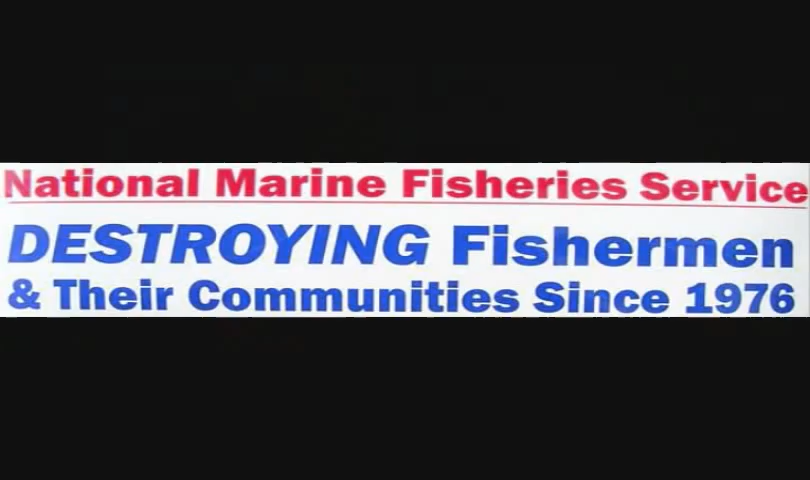 National Marine Fisheries Service
DESTROYING Fishermen
& Their Communities Since 1976